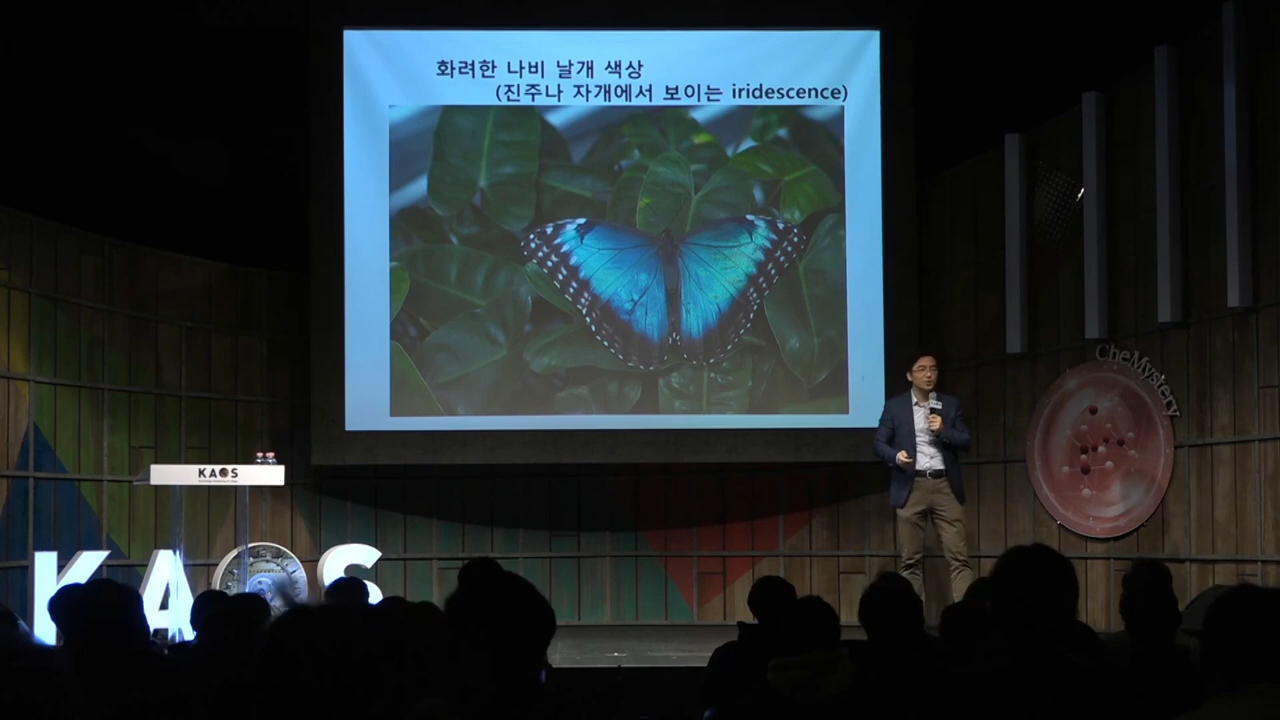 화려한 나비 날개 색상
(진주나 자개에서 보이는 iridescence)
CheMystery
KAOS
KAOS